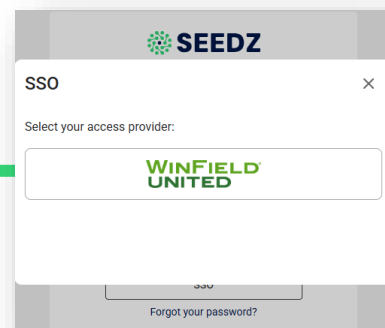 SEEDZ
SSO
Select your access provider:
WINFIELD
UNITED
SSO
Forgot your password?